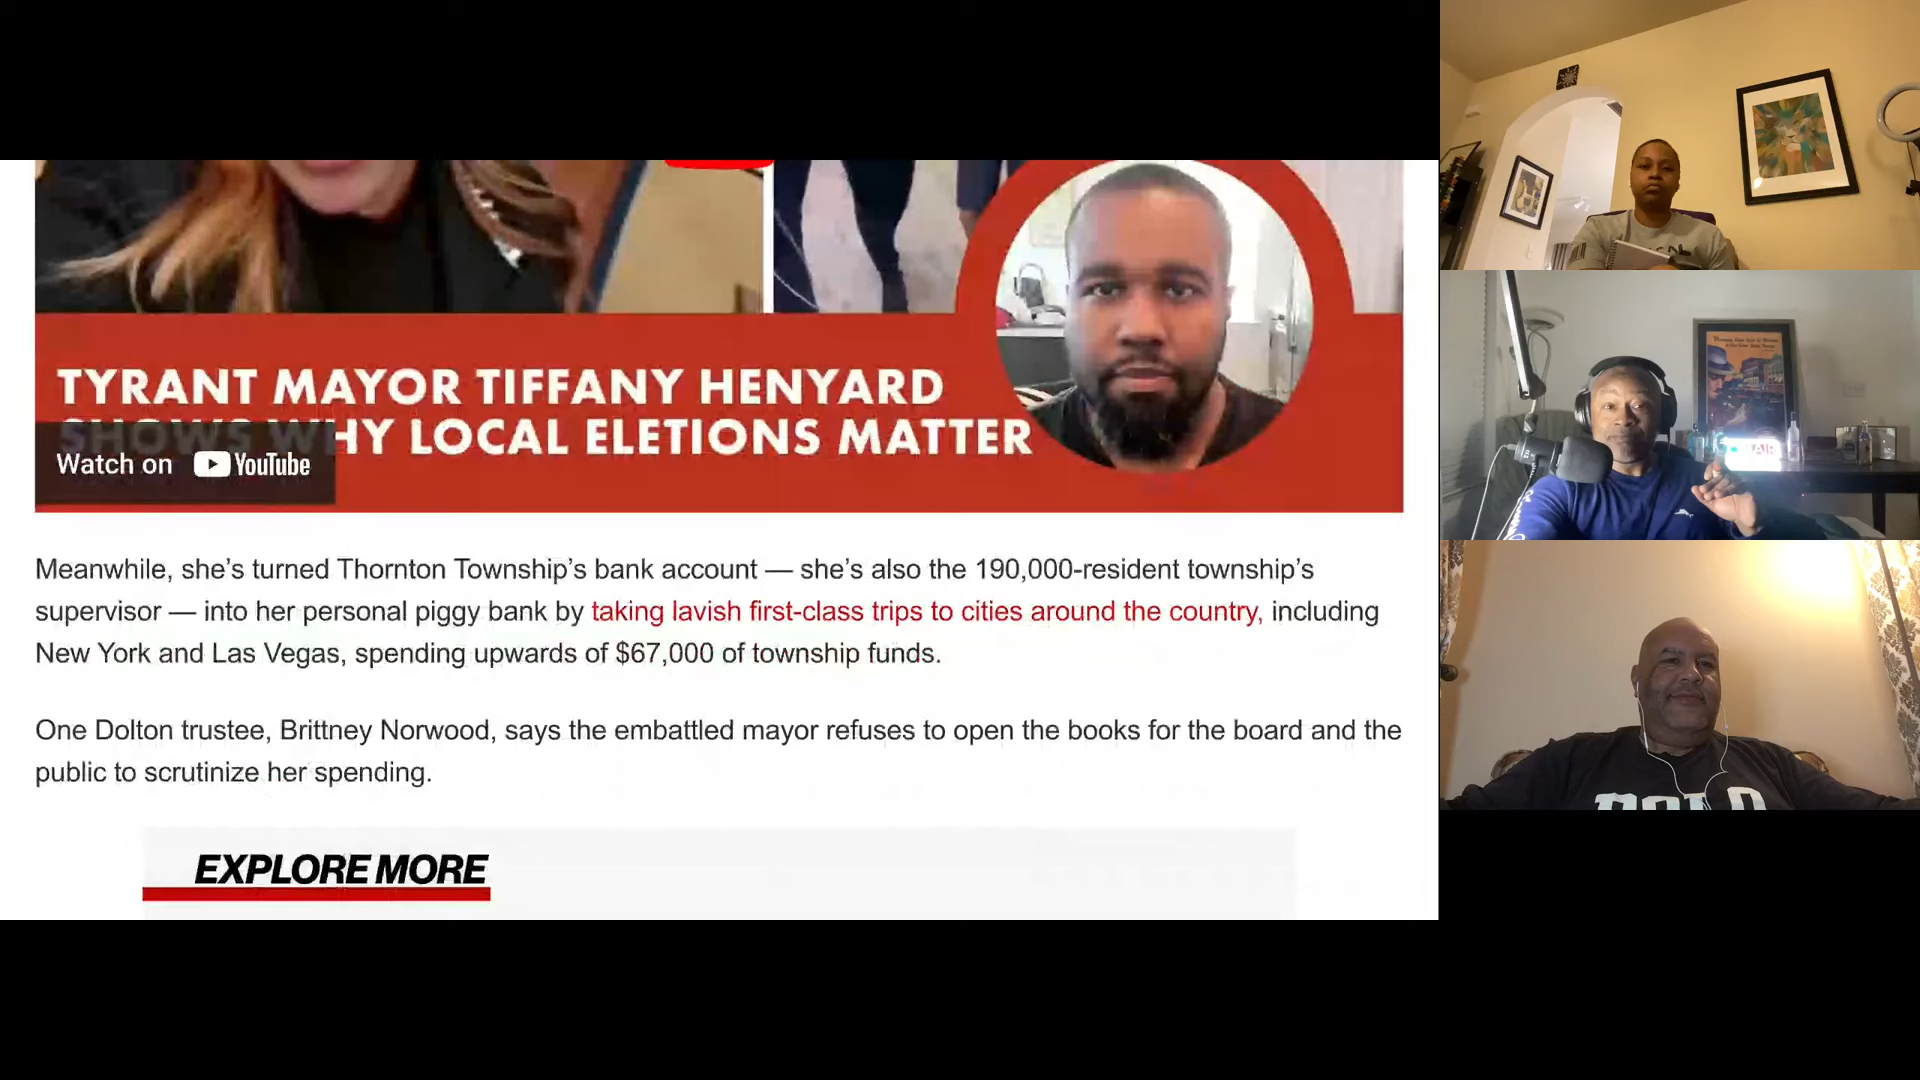 TYRANT MAYOR TIFFANY HENYARD
SHOWS WHY LOCAL ELETIONS MATTER
Watch on YouTube
Meanwhile, she’s turned Thornton Township’s bank account — she’s also the 190,000-resident township’s
supervisor — into her personal piggy bank by taking lavish first-class trips to cities around the country, including
New York and Las Vegas, spending upwards of $67,000 of township funds.
One Dolton trustee, Brittney Norwood, says the embattled mayor refuses to open the books for the board and the
public to scrutinize her spending.
EXPLORE MORE
AIR